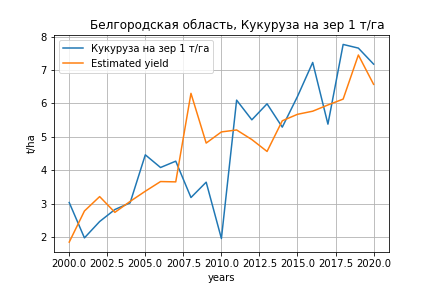 Белгородская область, Кукуруза на зер 1 т/га
Кукуруза на зер 1 т/га
Estimated yield
t/ha
8
7
6
5
4
3
2
2000.0 2002.5 2005.0 2007.5 2010.0 2012.5 2015.0 2017.5 2020.0
years